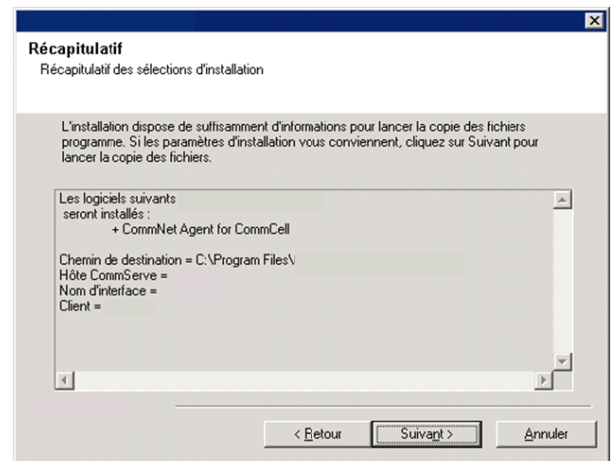 Récapitulatif
Récapitulatif des sélections d'installation
L'installation dispose de suffisamment d'informations pour lancer la copie des fichiers
programme. Si les paramètres d'installation vous conviennent, cliquez sur Suivant pour
lancer la copie des fichiers.
Les logiciels suivants
seront installés :
+ CommNet Agent for CommCell
Chemin de destination = C:\Program Files\
Hôte CommServe =
Nom d'interface =
Client =
< Retour
Suivant >
Annuler